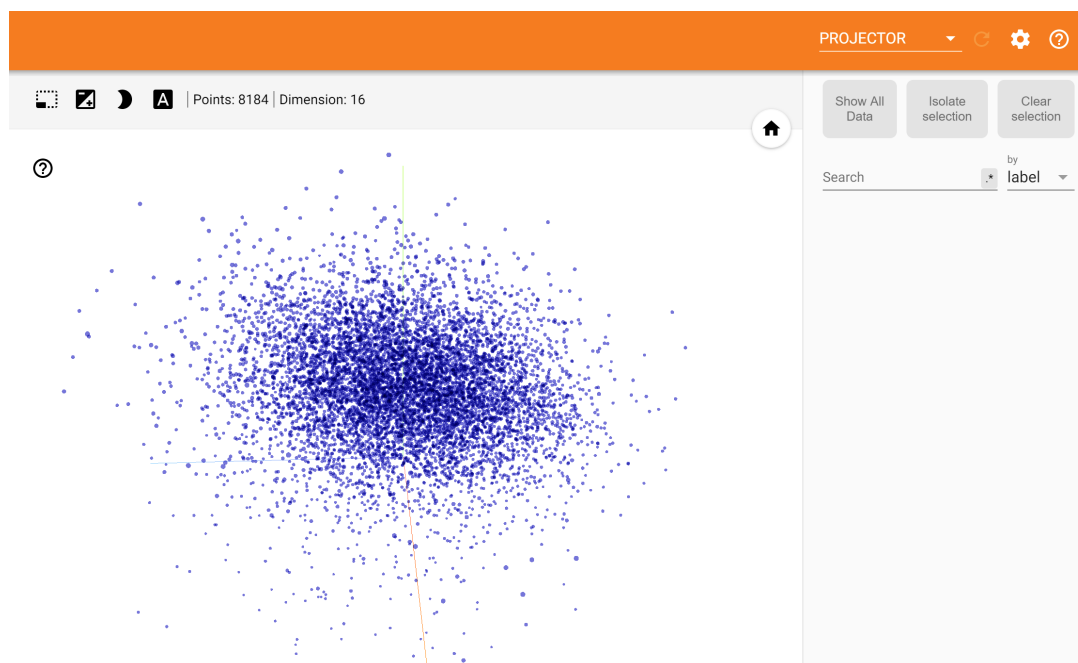 PROJECTOR
A
Points: 8184
Dimension: 16
Show All
Data
Isolate
selection
Clear
selection
Search
.*
by
label